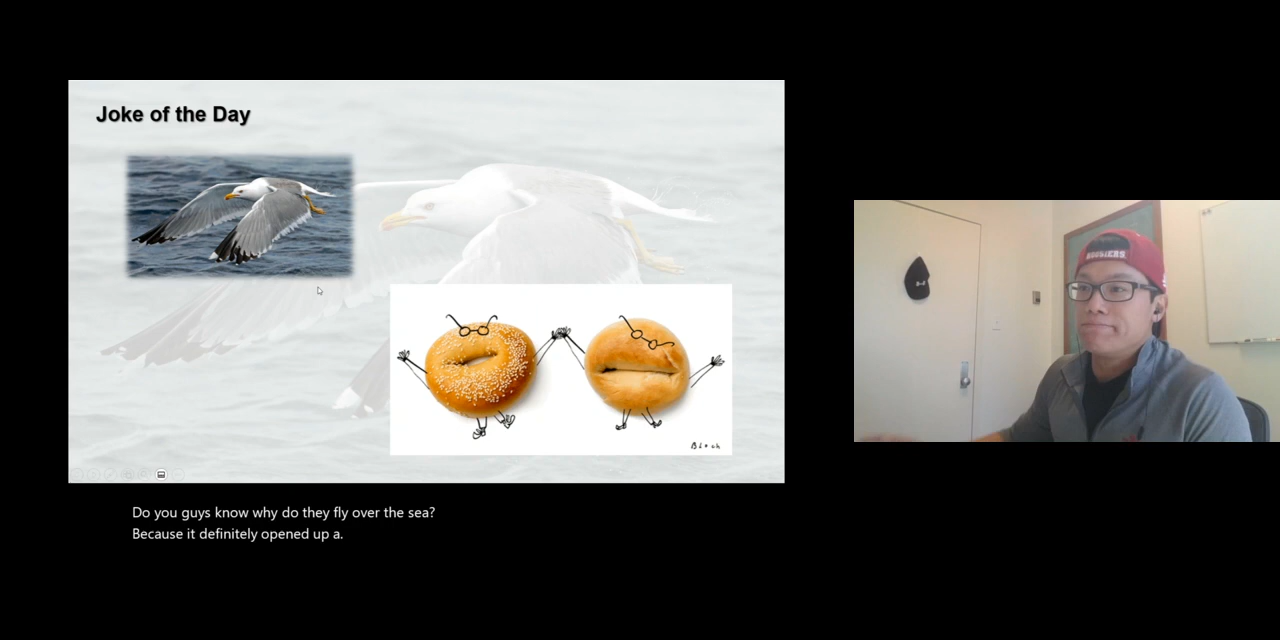 Joke of the Day
HOOSIERS
Do you guys know why do they fly over the sea?
Because it definitely opened up a.